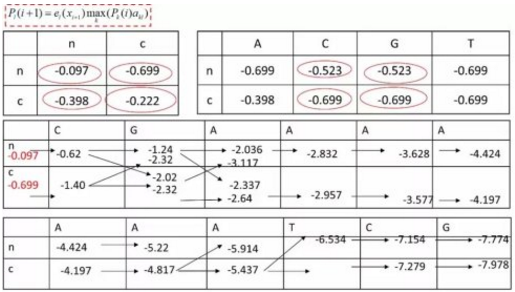 P_l(i+1) = e_l(x_{i+1}) max_k (P_k(i) a_{kl})
n c
n -0.097 -0.699
c -0.398 -0.222
A C G T
n -0.699 -0.523 -0.523 -0.699
c -0.398 -0.699 -0.699 -0.699
C G A A A A
n
-0.097 -0.62 -1.24 -2.036 -2.832 -3.628 -4.424
-2.32 -3.117
c
-0.699 -1.40 -2.02 -2.337 -2.957 -3.577 -4.197
-2.32 -2.64
A A A T C G
n -4.424 -5.22 -5.914 -6.534 -7.154 -7.774
c -4.197 -4.817 -5.437 -7.279 -7.978